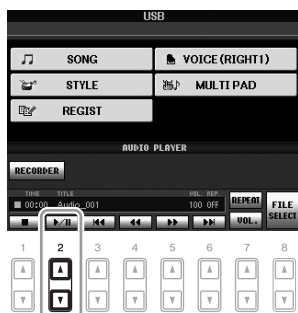 USB
SONG
VOICE (RIGHT1)
STYLE
MULTI PAD
REGIST
AUDIO PLAYER
RECORDER
TIME TITLE VOL. REP.
00:00 Audio_001 100 OFF
REPEAT
FILE SELECT
VOL.
1 2 3 4 5 6 7 8